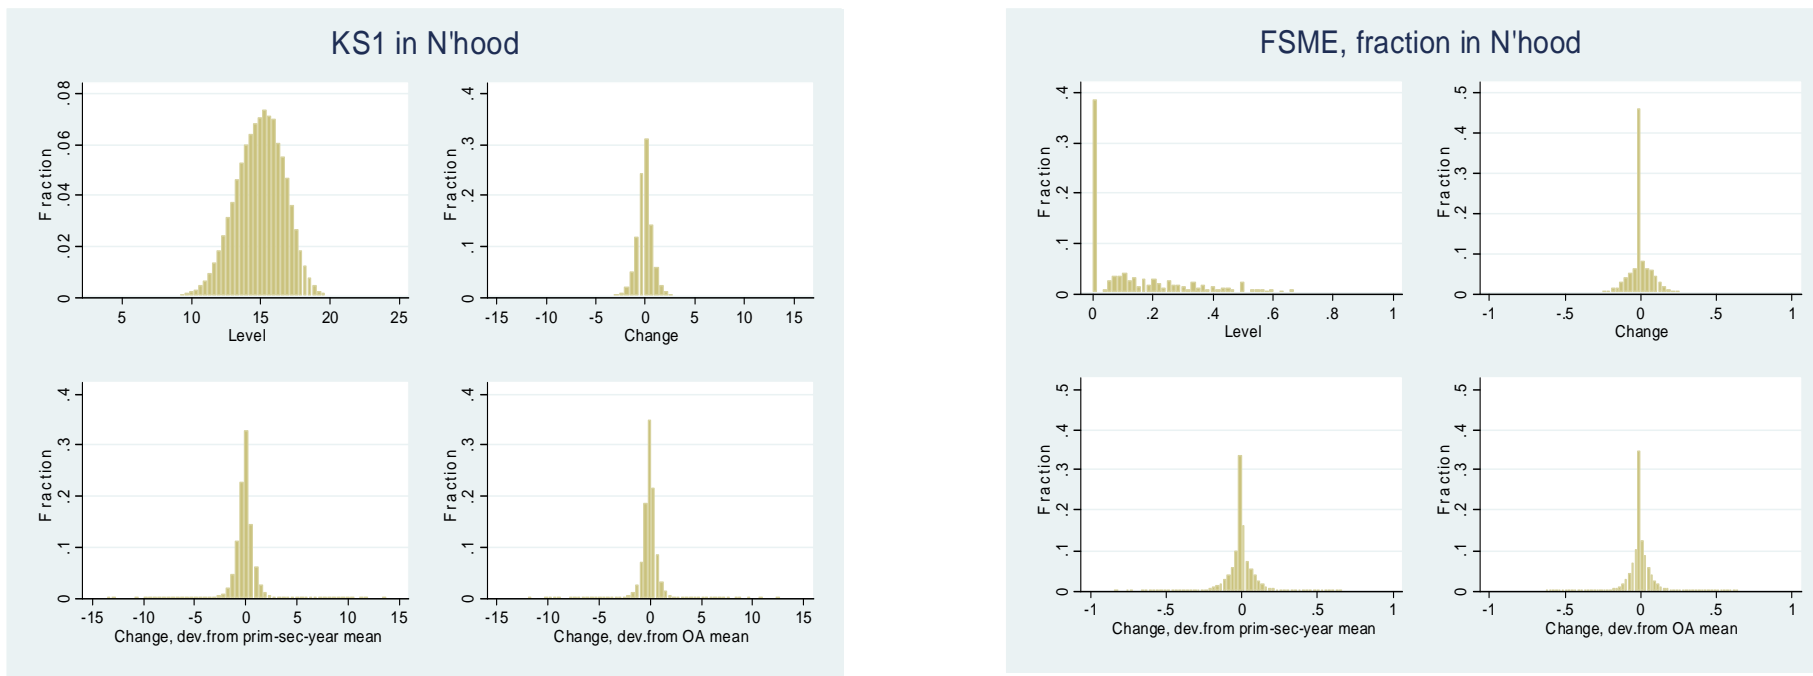 KS1 in N'hood
Fraction
0 .02 .04 .06 .08
5 10 15 20 25
Level
Fraction
0 .1 .2 .3 .4
-15 -10 -5 0 5 10 15
Change
Fraction
0 .1 .2 .3 .4
-15 -10 -5 0 5 10 15
Change, dev.from prim-sec-year mean
Fraction
0 .1 .2 .3 .4
-15 -10 -5 0 5 10 15
Change, dev.from OA mean
FSME, fraction in N'hood
Fraction
0 .1 .2 .3 .4
0 .2 .4 .6 .8 1
Level
Fraction
0 .1 .2 .3 .4 .5
-1 -.5 0 .5 1
Change
Fraction
0 .1 .2 .3 .4 .5
-1 -.5 0 .5 1
Change, dev.from prim-sec-year mean
Fraction
0 .1 .2 .3 .4 .5
-1 -.5 0 .5 1
Change, dev.from OA mean